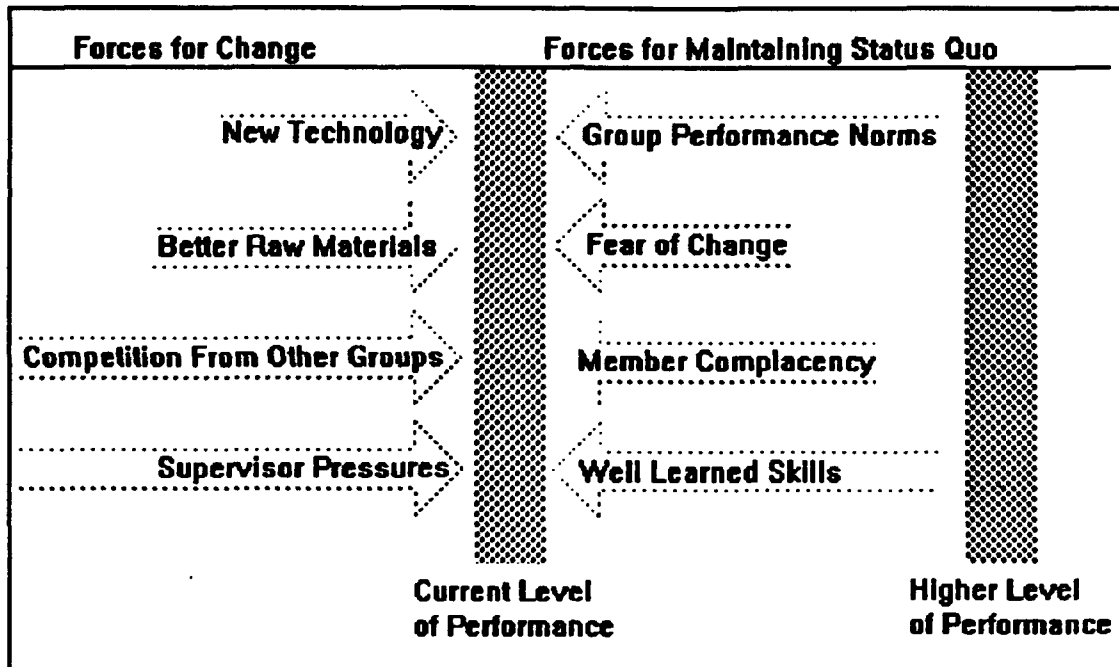 Forces for Change
Forces for Maintaining Status Quo
New Technology
Group Performance Norms
Better Raw Materials
Fear of Change
Competition From Other Groups
Member Complacency
Supervisor Pressures
Well Learned Skills
Current Level
of Performance
Higher Level
of Performance